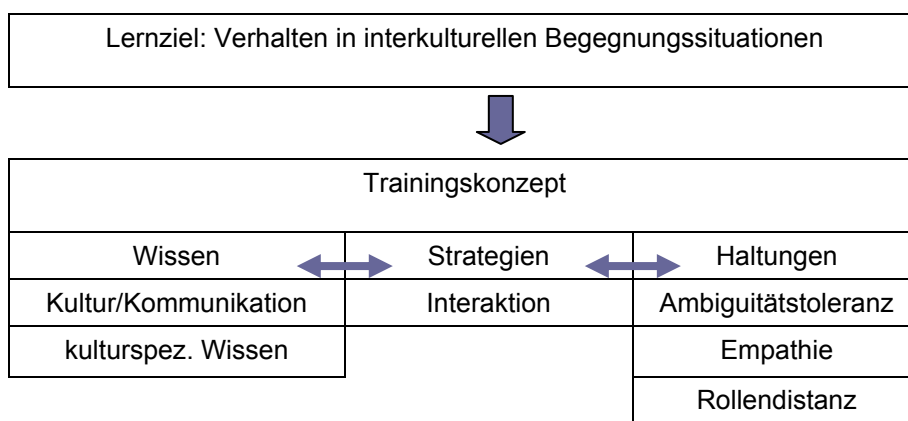 Lernziel: Verhalten in interkulturellen Begegnungssituationen
Trainingskonzept
Wissen Strategien Haltungen
Kultur/Kommunikation Interaktion Ambiguitätstoleranz
kulturspez. Wissen Empathie
Rollendistanz